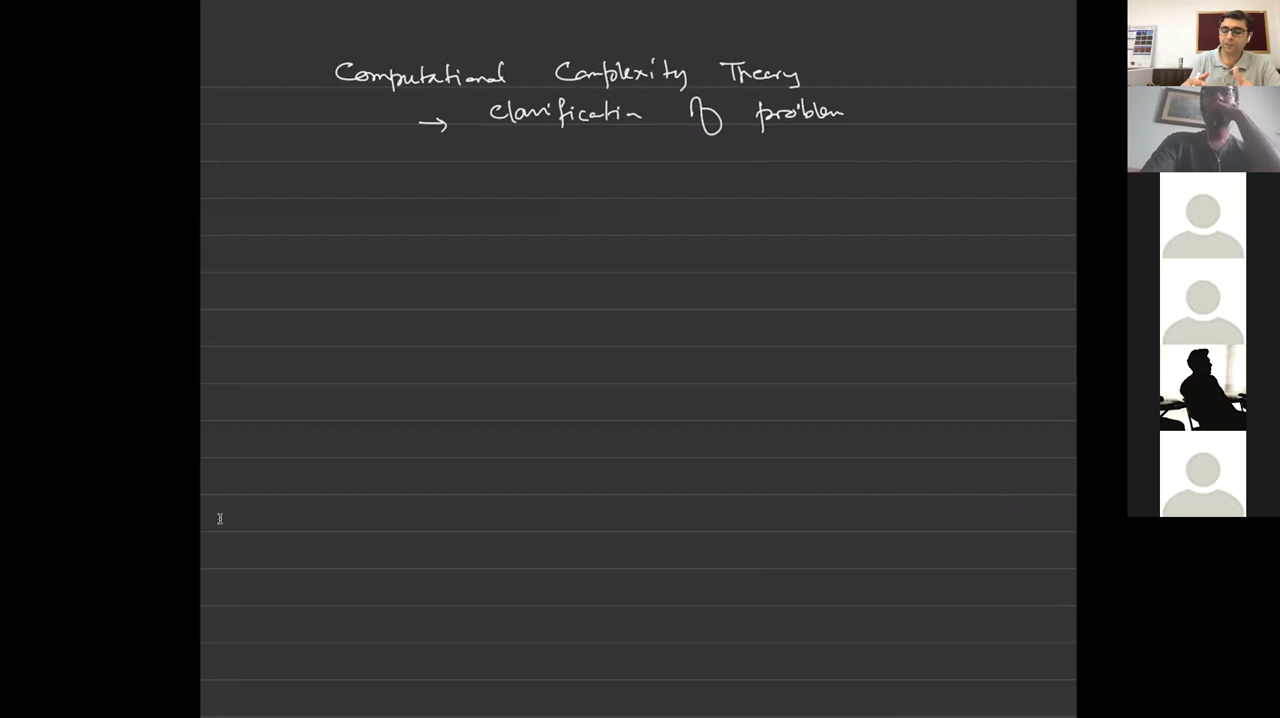 Computational Complexity Theory
→ classification of problem